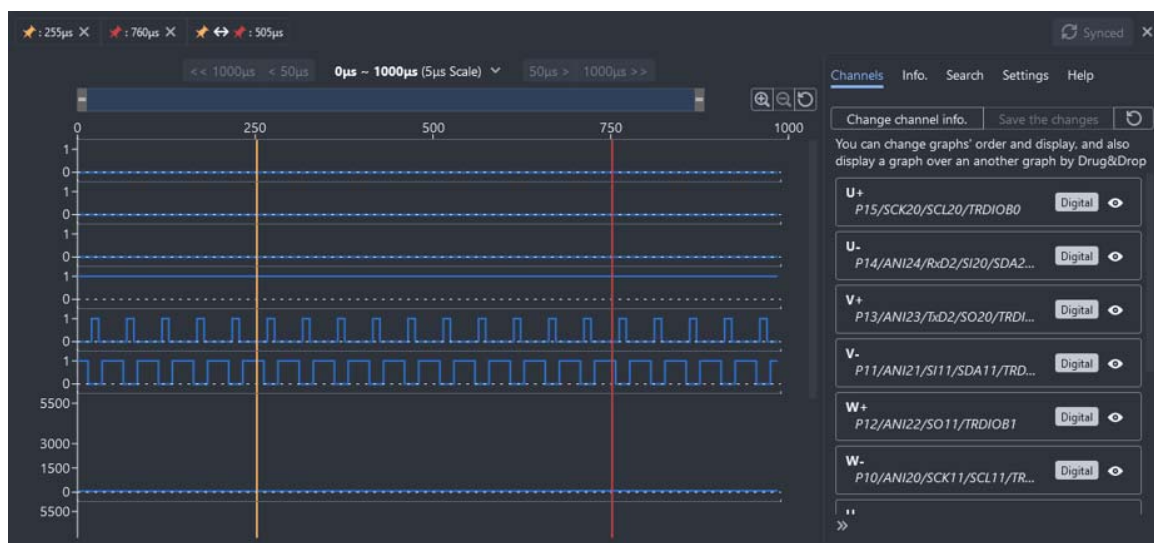 : 255μs ✕ : 760μs ✕ ↔ : 505μs Synced ✕
<< 1000μs < 50μs 0μs ~ 1000μs (5μs Scale) 50μs > 1000μs >>
0 250 500 750 1000
1
0
1
0
1
0
1
0
1
0
1
0
5500
3000
1500
0
5500
Channels Info. Search Settings Help
Change channel info. Save the changes
You can change graphs' order and display, and also
display a graph over an another graph by Drug&Drop
U+
P15/SCK20/SCL20/TRDIOB0 Digital
U-
P14/ANI24/RxD2/SI20/SDA2... Digital
V+
P13/ANI23/TxD2/SO20/TRDI... Digital
V-
P11/ANI21/SI11/SDA11/TRD... Digital
W+
P12/ANI22/SO11/TRDIOB1 Digital
W-
P10/ANI20/SCK11/SCL11/TR... Digital
»